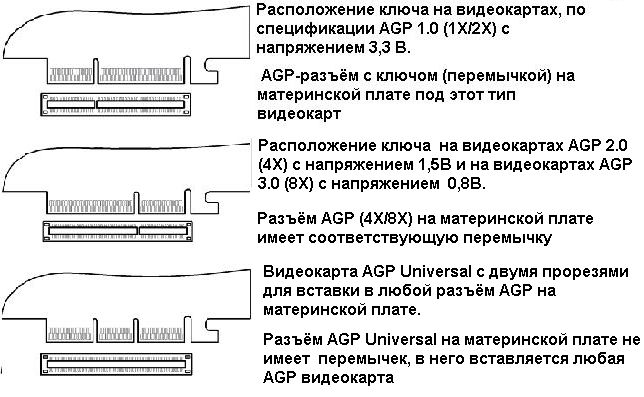 Расположение ключа на видеокартах, по
спецификации AGP 1.0 (1X/2X) с
напряжением 3,3 В.
AGP-разъём с ключом (перемычкой) на
материнской плате под этот тип
видеокарт
Расположение ключа на видеокартах AGP 2.0
(4X) с напряжением 1,5В и на видеокартах AGP
3.0 (8X) с напряжением 0,8В.
Разъём AGP (4X/8X) на материнской плате
имеет соответствующую перемычку
Видеокарта AGP Universal с двумя прорезями
для вставки в любой разъём AGP на
материнской плате.
Разъём AGP Universal на материнской плате не
имеет перемычек, в него вставляется любая
AGP видеокарта